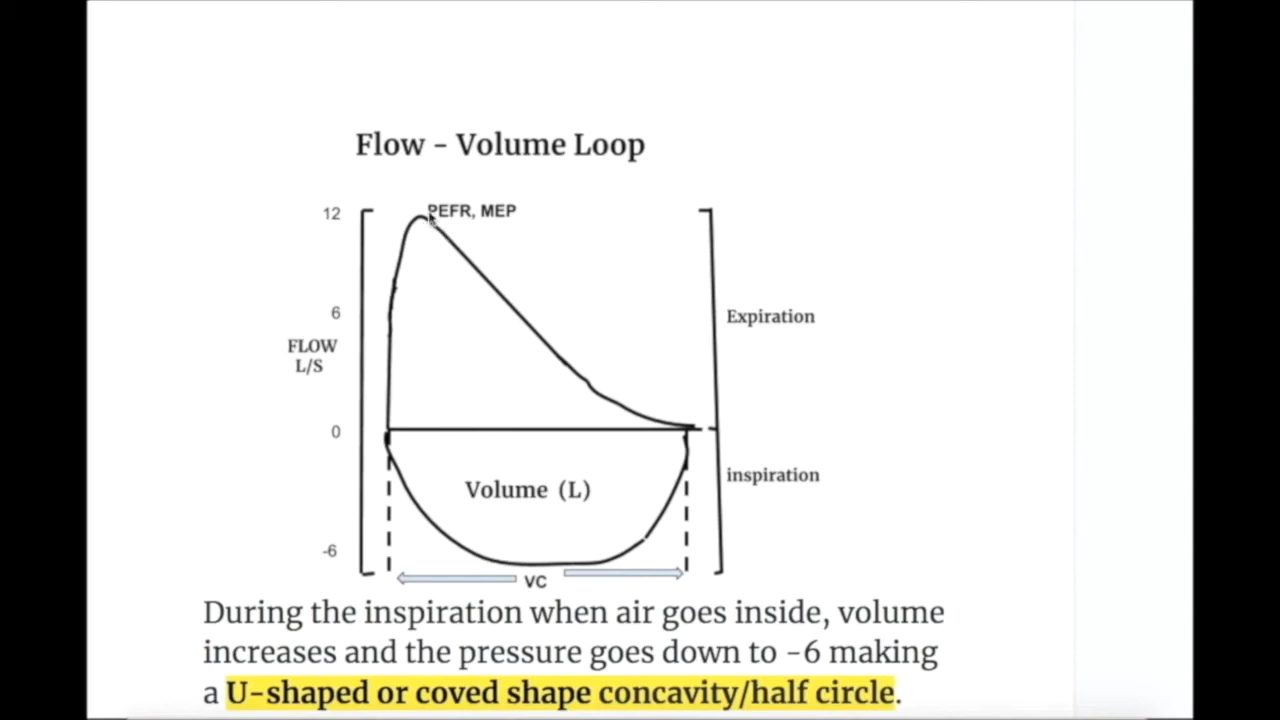 Flow - Volume Loop
12
PEFR, MEP
6
Expiration
FLOW
L/S
0
inspiration
Volume (L)
-6
VC
During the inspiration when air goes inside, volume
increases and the pressure goes down to -6 making
a U-shaped or coved shape concavity/half circle.